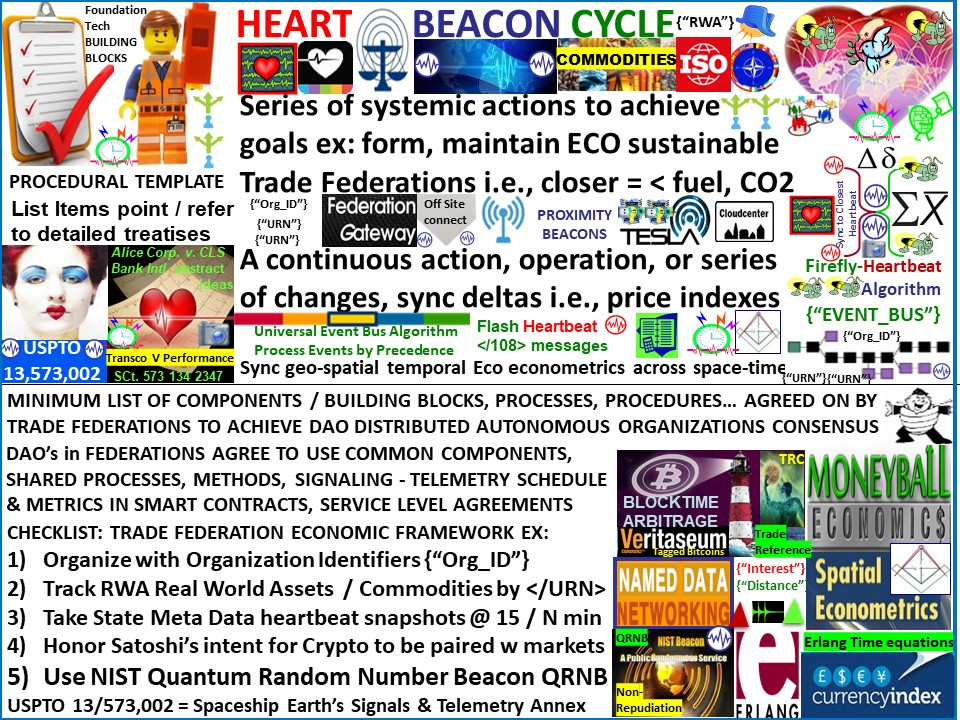 Foundation
Tech
BUILDING
BLOCKS
HEART BEACON CYCLE {“RWA”}
COMMODITIES
ISO
Series of systemic actions to achieve
goals ex: form, maintain ECO sustainable
Trade Federations i.e., closer = < fuel, CO2
PROCEDURAL TEMPLATE
List Items point / refer
to detailed treatises
{“Org_ID”}
{“URN”}
{“URN”}
Federation
Gateway
Off Site
connect
PROXIMITY
BEACONS
TESLA
Cloudcenter
Δ δ
Σ X
Sync to Closest
Heartbeat
A continuous action, operation, or series
of changes, sync deltas i.e., price indexes
Firefly-Heartbeat
Algorithm
{“EVENT_BUS”}
{“Org_ID”}
{“URN”}{“URN”}
Alice Corp. v. CLS
Bank Intl. Abstract
ideas
USPTO
13,573,002
Transco V Performance
SCt. 573 134 2347
Universal Event Bus Algorithm
Process Events by Precedence
Flash Heartbeat
</108> messages
Sync geo-spatial temporal Eco econometrics across space-time
MINIMUM LIST OF COMPONENTS / BUILDING BLOCKS, PROCESSES, PROCEDURES… AGREED ON BY
TRADE FEDERATIONS TO ACHIEVE DAO DISTRIBUTED AUTONOMOUS ORGANIZATIONS CONSENSUS
DAO’s in FEDERATIONS AGREE TO USE COMMON COMPONENTS,
SHARED PROCESSES, METHODS, SIGNALING - TELEMETRY SCHEDULE
& METRICS IN SMART CONTRACTS, SERVICE LEVEL AGREEMENTS
CHECKLIST: TRADE FEDERATION ECONOMIC FRAMEWORK EX:
1) Organize with Organization Identifiers {“Org_ID”}
2) Track RWA Real World Assets / Commodities by </URN>
3) Take State Meta Data heartbeat snapshots @ 15 / N min
4) Honor Satoshi’s intent for Crypto to be paired w markets
5) Use NIST Quantum Random Number Beacon QRNB
USPTO 13/573,002 = Spaceship Earth’s Signals & Telemetry Annex
BLOCKTIME
ARBITRAGE
Veritaseum
Tagged Bitcoins
TRC
Trade
Reference
MONEYBALL
ECONOMICS
NAMED DATA
NETWORKING
{“Interest”}
{“Distance”}
Spatial
Econometrics
QRNB
NIST Beacon
A Public Randomness Service
Non-
Repudiation
e
ERLANG
Erlang Time equations
£ $ € ¥
currencyindex